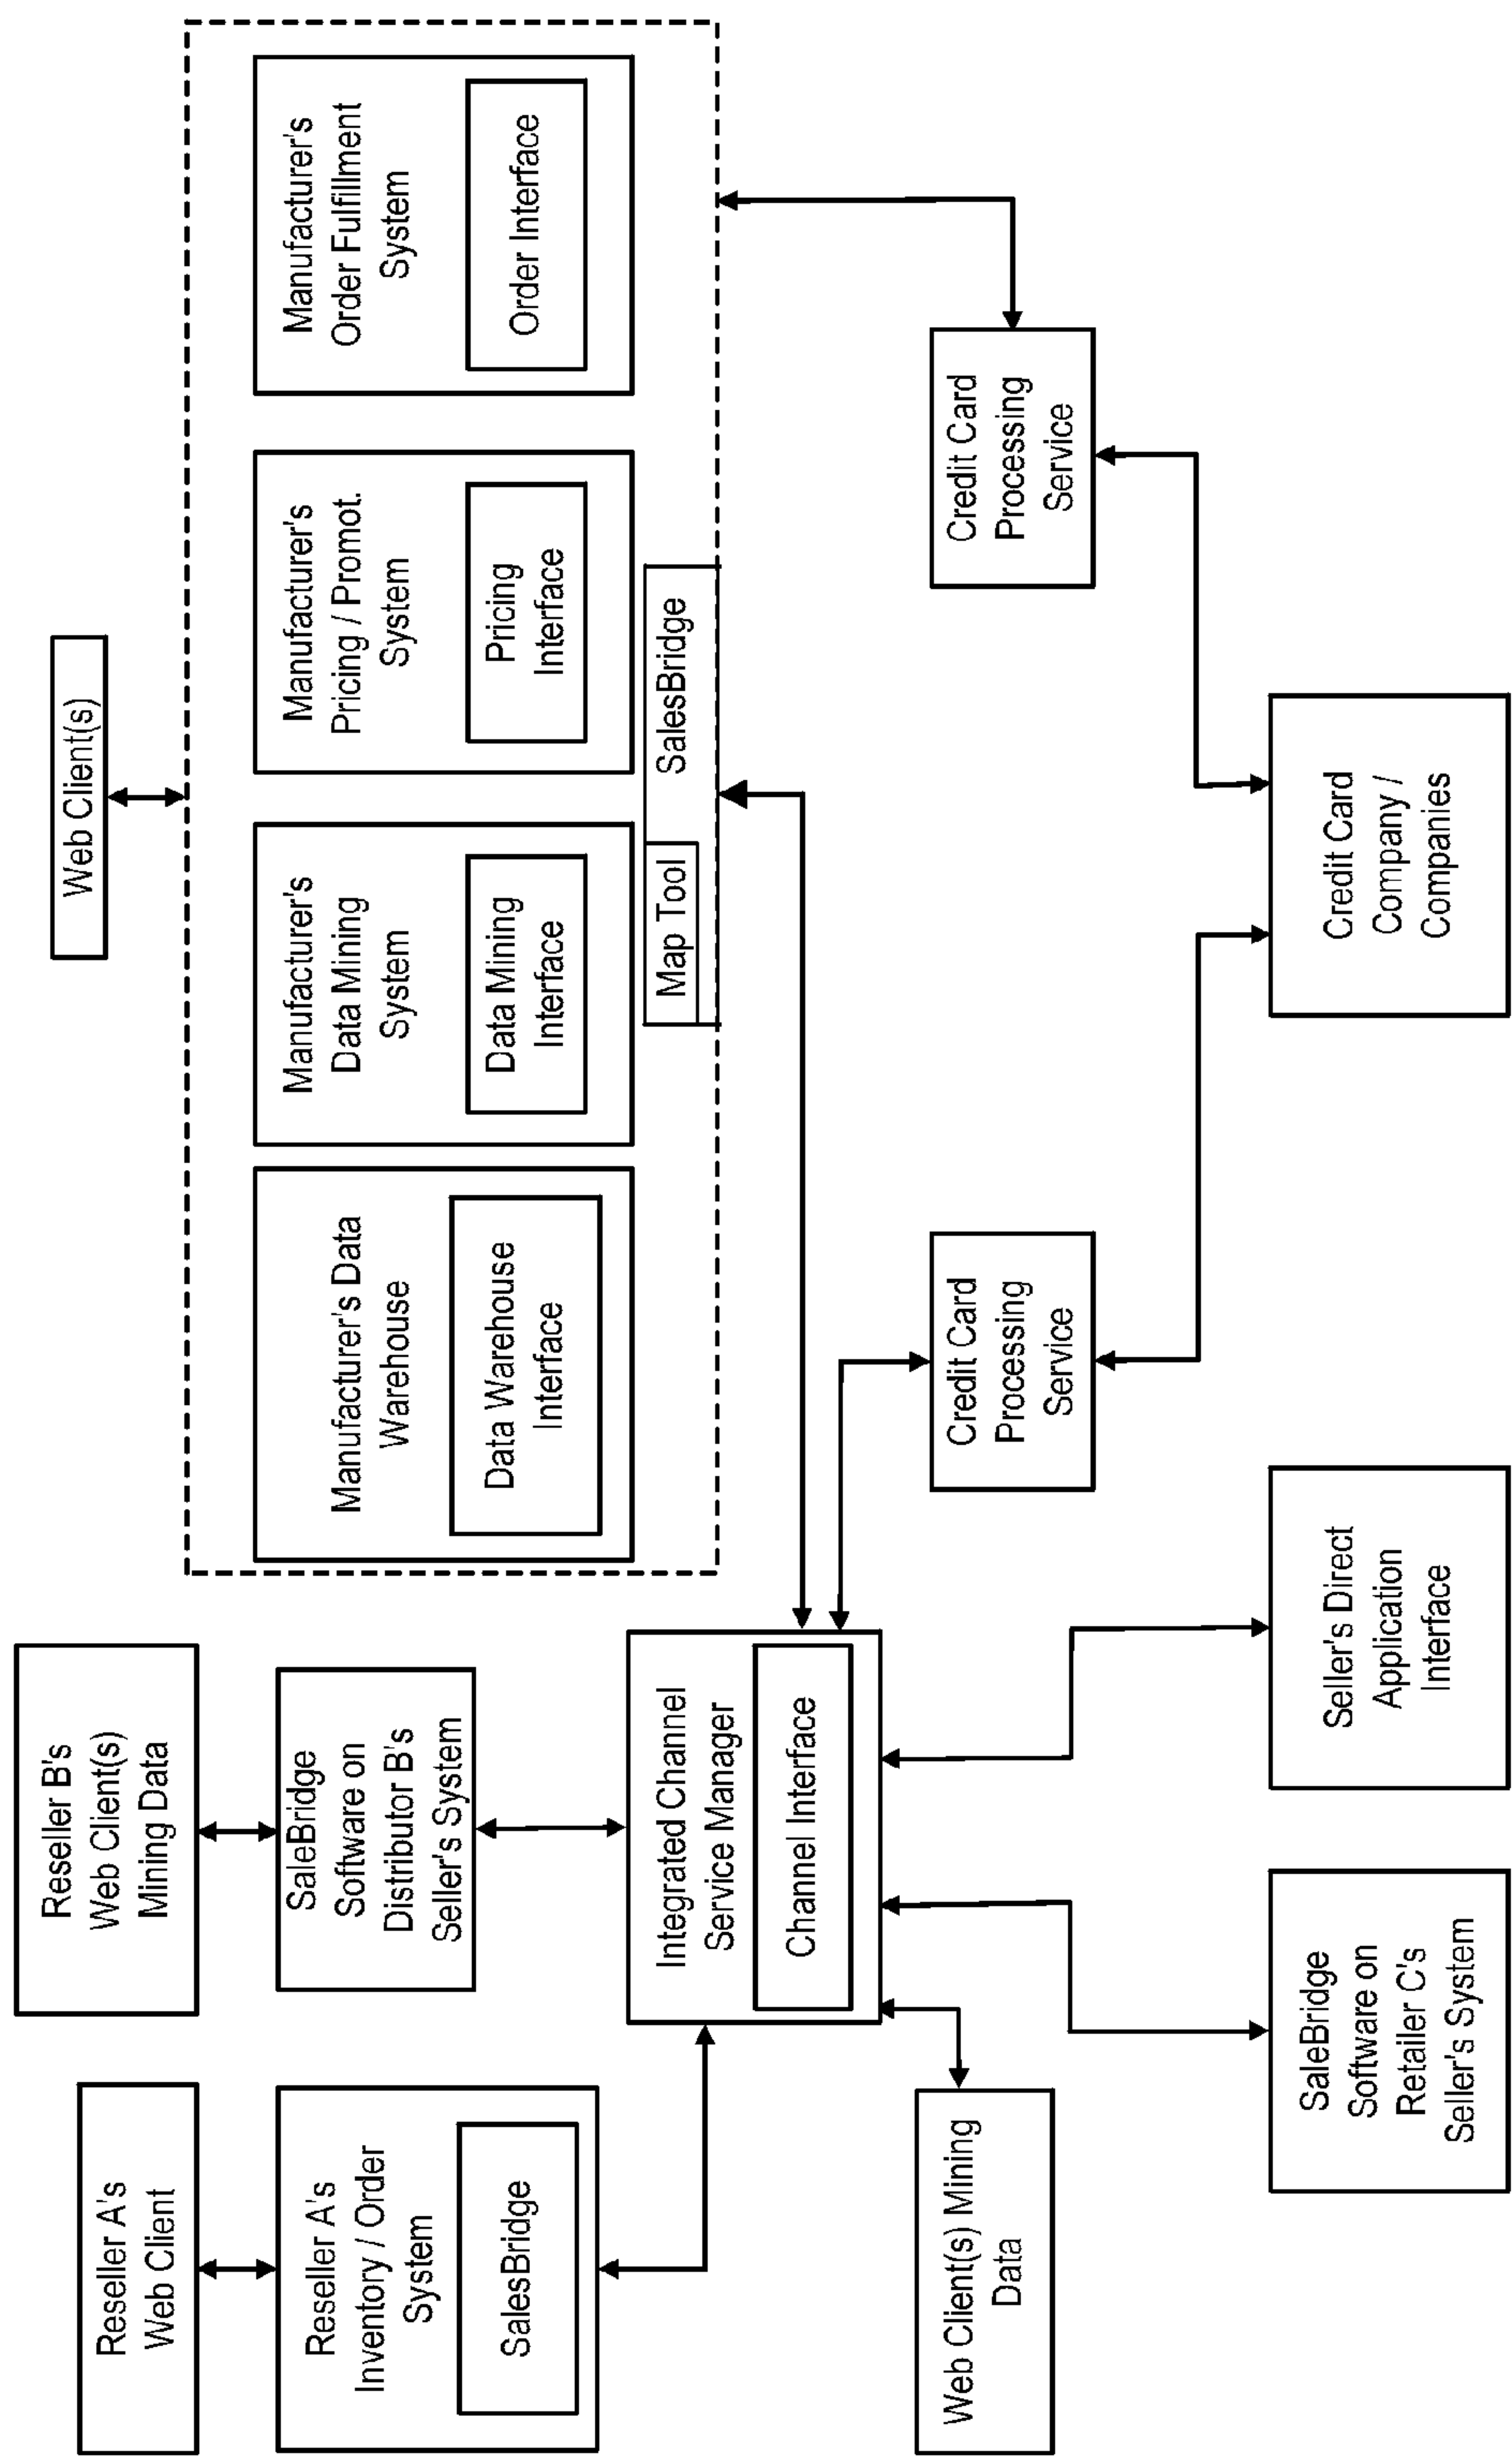 Reseller A's
Web Client
Reseller B's
Web Client(s)
Mining Data
Web Client(s)
Reseller A's
Inventory / Order
System
SalesBridge
SaleBridge
Software on
Distributor B's
Seller's System
Manufacturer's Data
Warehouse
Data Warehouse
Interface
Manufacturer's
Data Mining
System
Data Mining
Interface
Manufacturer's
Pricing / Promot.
System
Pricing
Interface
Manufacturer's
Order Fulfillment
System
Order Interface
Map Tool
SalesBridge
Integrated Channel
Service Manager
Channel Interface
Web Client(s) Mining
Data
Credit Card
Processing
Service
Credit Card
Processing
Service
SaleBridge
Software on
Retailer C's
Seller's System
Seller's Direct
Application
Interface
Credit Card
Company /
Companies